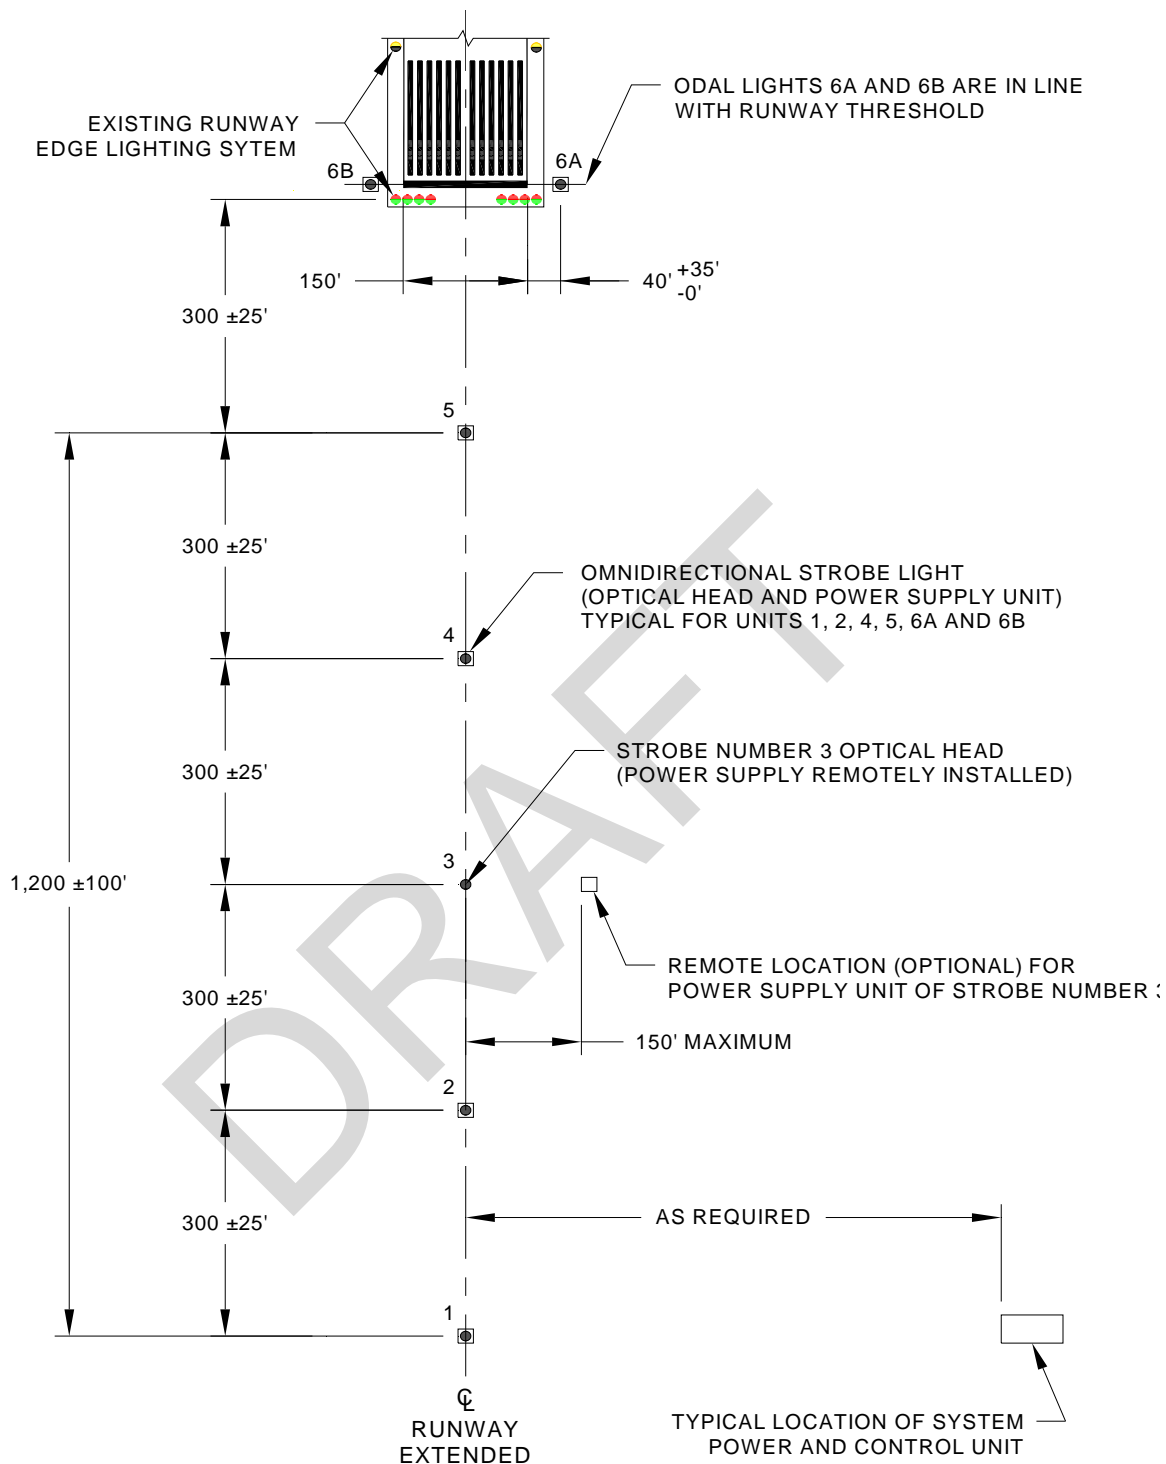 ODAL LIGHTS 6A AND 6B ARE IN LINE
WITH RUNWAY THRESHOLD
EXISTING RUNWAY
EDGE LIGHTING SYTEM
6B
6A
150'
40' +35'
-0'
300 ±25'
5
300 ±25'
OMNIDIRECTIONAL STROBE LIGHT
(OPTICAL HEAD AND POWER SUPPLY UNIT)
TYPICAL FOR UNITS 1, 2, 4, 5, 6A AND 6B
4
STROBE NUMBER 3 OPTICAL HEAD
(POWER SUPPLY REMOTELY INSTALLED)
300 ±25'
3
1,200 ±100'
REMOTE LOCATION (OPTIONAL) FOR
POWER SUPPLY UNIT OF STROBE NUMBER 3
300 ±25'
150' MAXIMUM
2
AS REQUIRED
300 ±25'
1
℄
RUNWAY
EXTENDED
TYPICAL LOCATION OF SYSTEM
POWER AND CONTROL UNIT
DRAFT